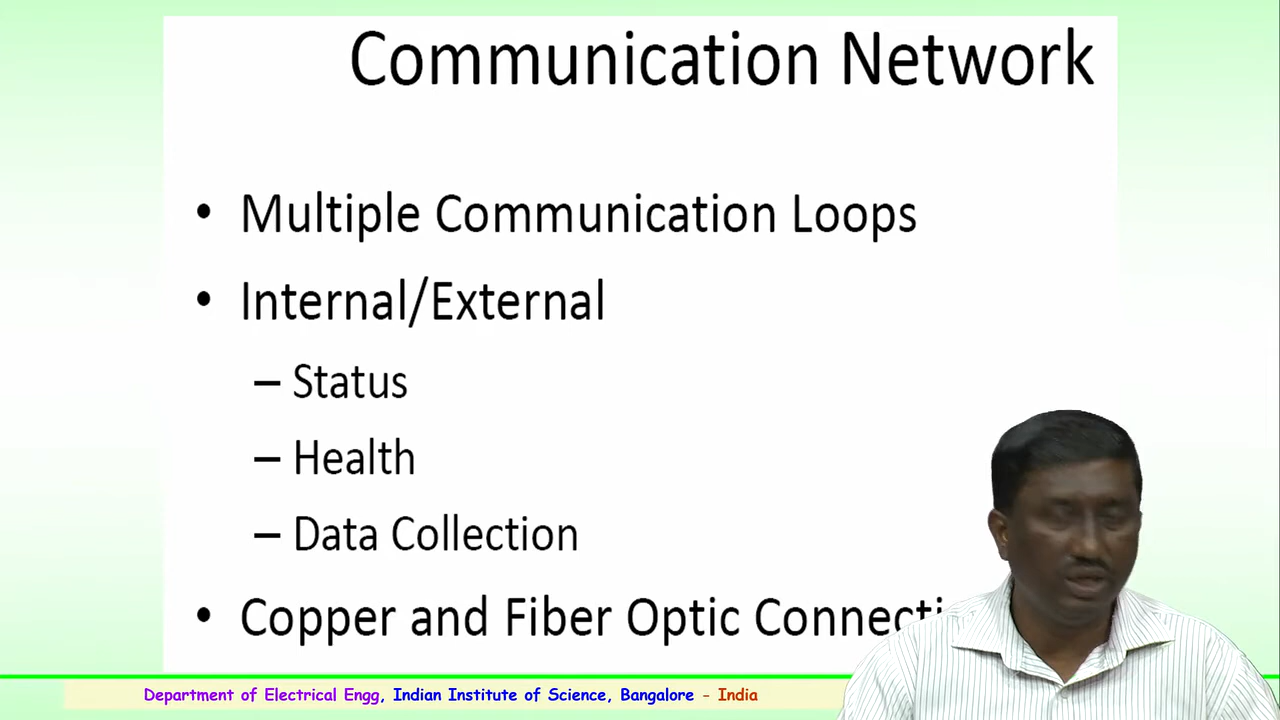 Communication Network
• Multiple Communication Loops
• Internal/External
– Status
– Health
– Data Collection
• Copper and Fiber Optic
Department of Electrical Engg, Indian Institute of Science, Bangalore - India